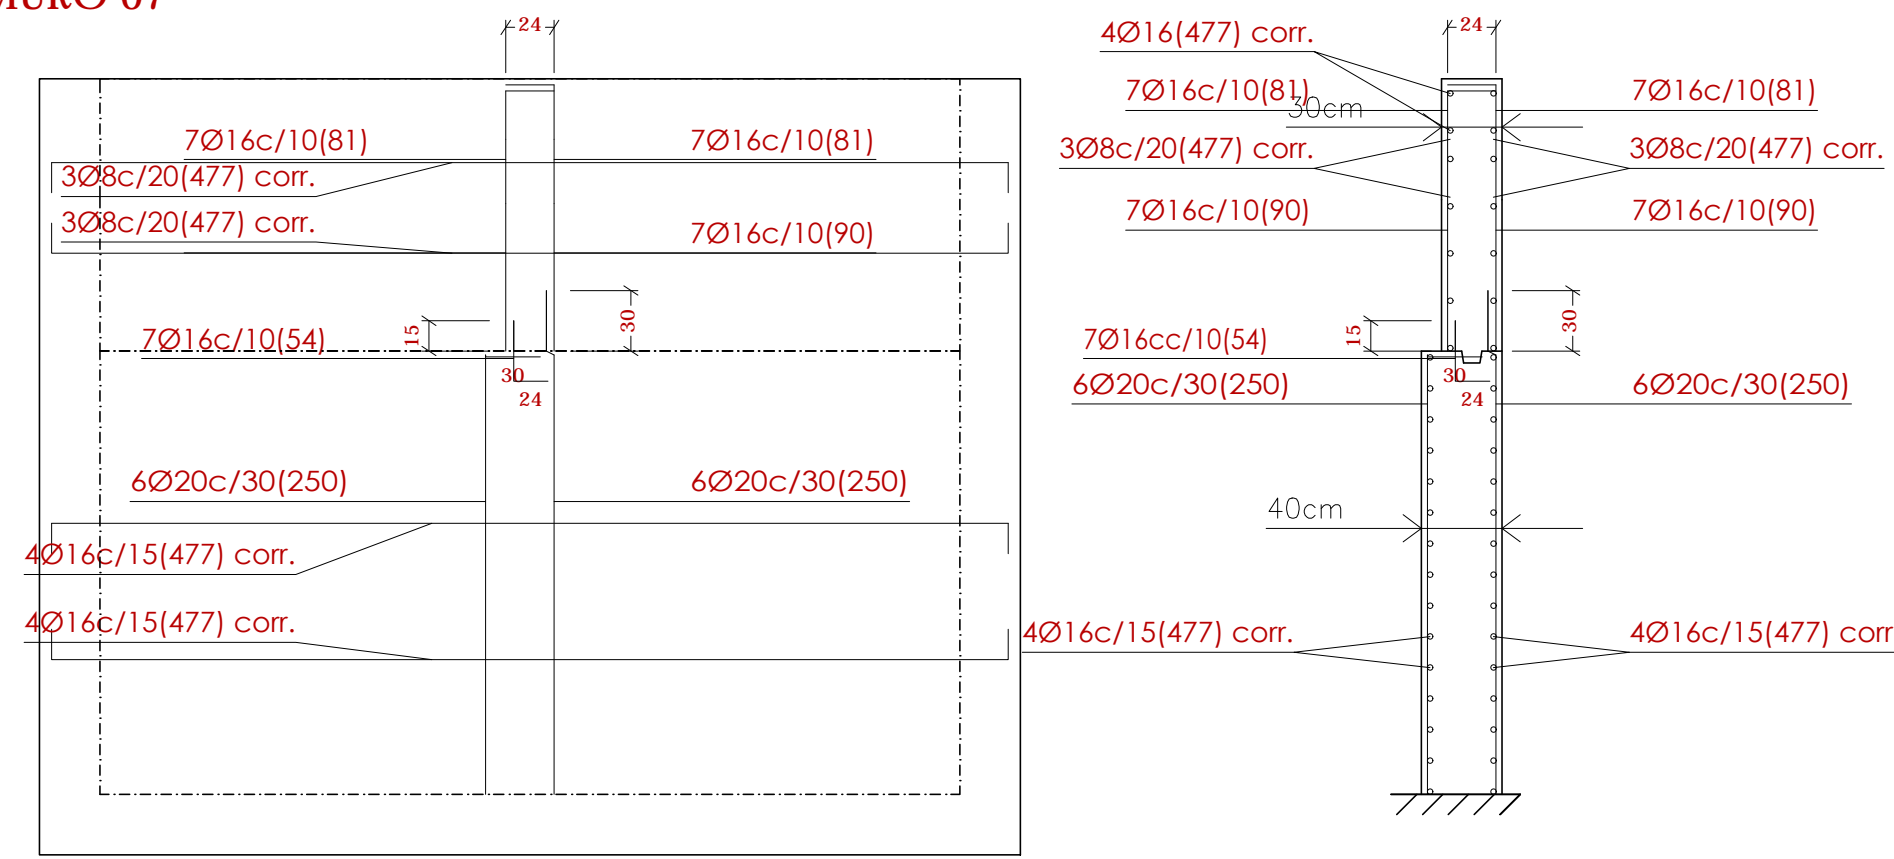 MURO 07
24
7Ø16c/10(81)
7Ø16c/10(81)
3Ø8c/20(477) corr.
3Ø8c/20(477) corr.
7Ø16c/10(90)
7Ø16c/10(54)
15
30
30
24
6Ø20c/30(250)
6Ø20c/30(250)
4Ø16c/15(477) corr.
4Ø16c/15(477) corr.
4Ø16(477) corr.
24
7Ø16c/10(81)
30cm
7Ø16c/10(81)
3Ø8c/20(477) corr.
3Ø8c/20(477) corr.
7Ø16c/10(90)
7Ø16c/10(90)
7Ø16cc/10(54)
15
30
30
24
6Ø20c/30(250)
6Ø20c/30(250)
40cm
4Ø16c/15(477) corr.
4Ø16c/15(477) corr